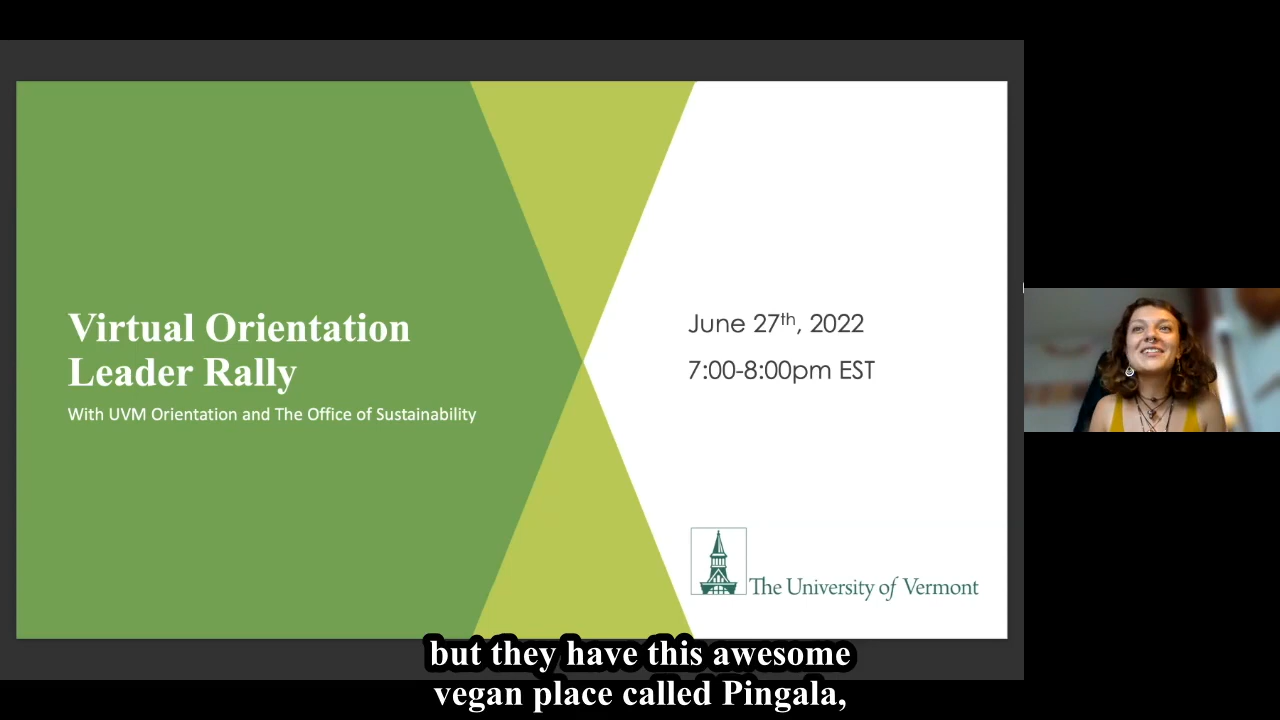 Virtual Orientation
Leader Rally
With UVM Orientation and The Office of Sustainability
June 27th, 2022
7:00-8:00pm EST
The University of Vermont
but they have this awesome
vegan place called Pingala,